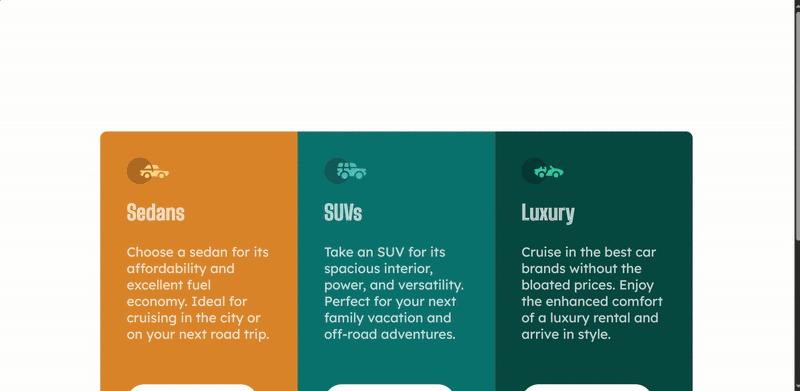 Sedans
Choose a sedan for its
affordability and
excellent fuel
economy. Ideal for
cruising in the city or
on your next road trip.
SUVs
Take an SUV for its
spacious interior,
power, and versatility.
Perfect for your next
family vacation and
off-road adventures.
Luxury
Cruise in the best car
brands without the
bloated prices. Enjoy
the enhanced comfort
of a luxury rental and
arrive in style.